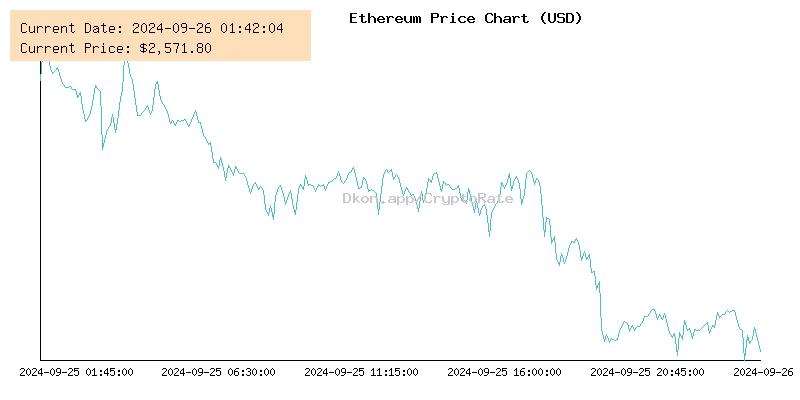 Ethereum Price Chart (USD)
Current Date: 2024-09-26 01:42:04
Current Price: $2,571.80
Dkon.app/CryptoRate
2024-09-25 01:45:00 2024-09-25 06:30:00 2024-09-25 11:15:00 2024-09-25 16:00:00 2024-09-25 20:45:00 2024-09-26